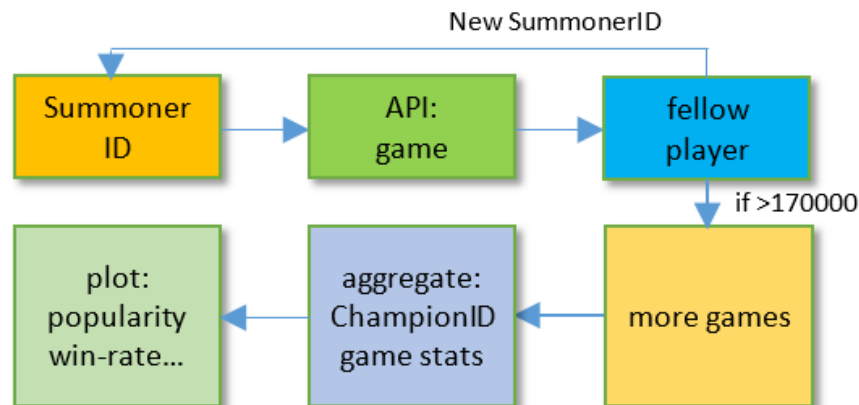 New SummonerID
Summoner
ID
API:
game
fellow
player
if >170000
plot:
popularity
win-rate...
aggregate:
ChampionID
game stats
more games